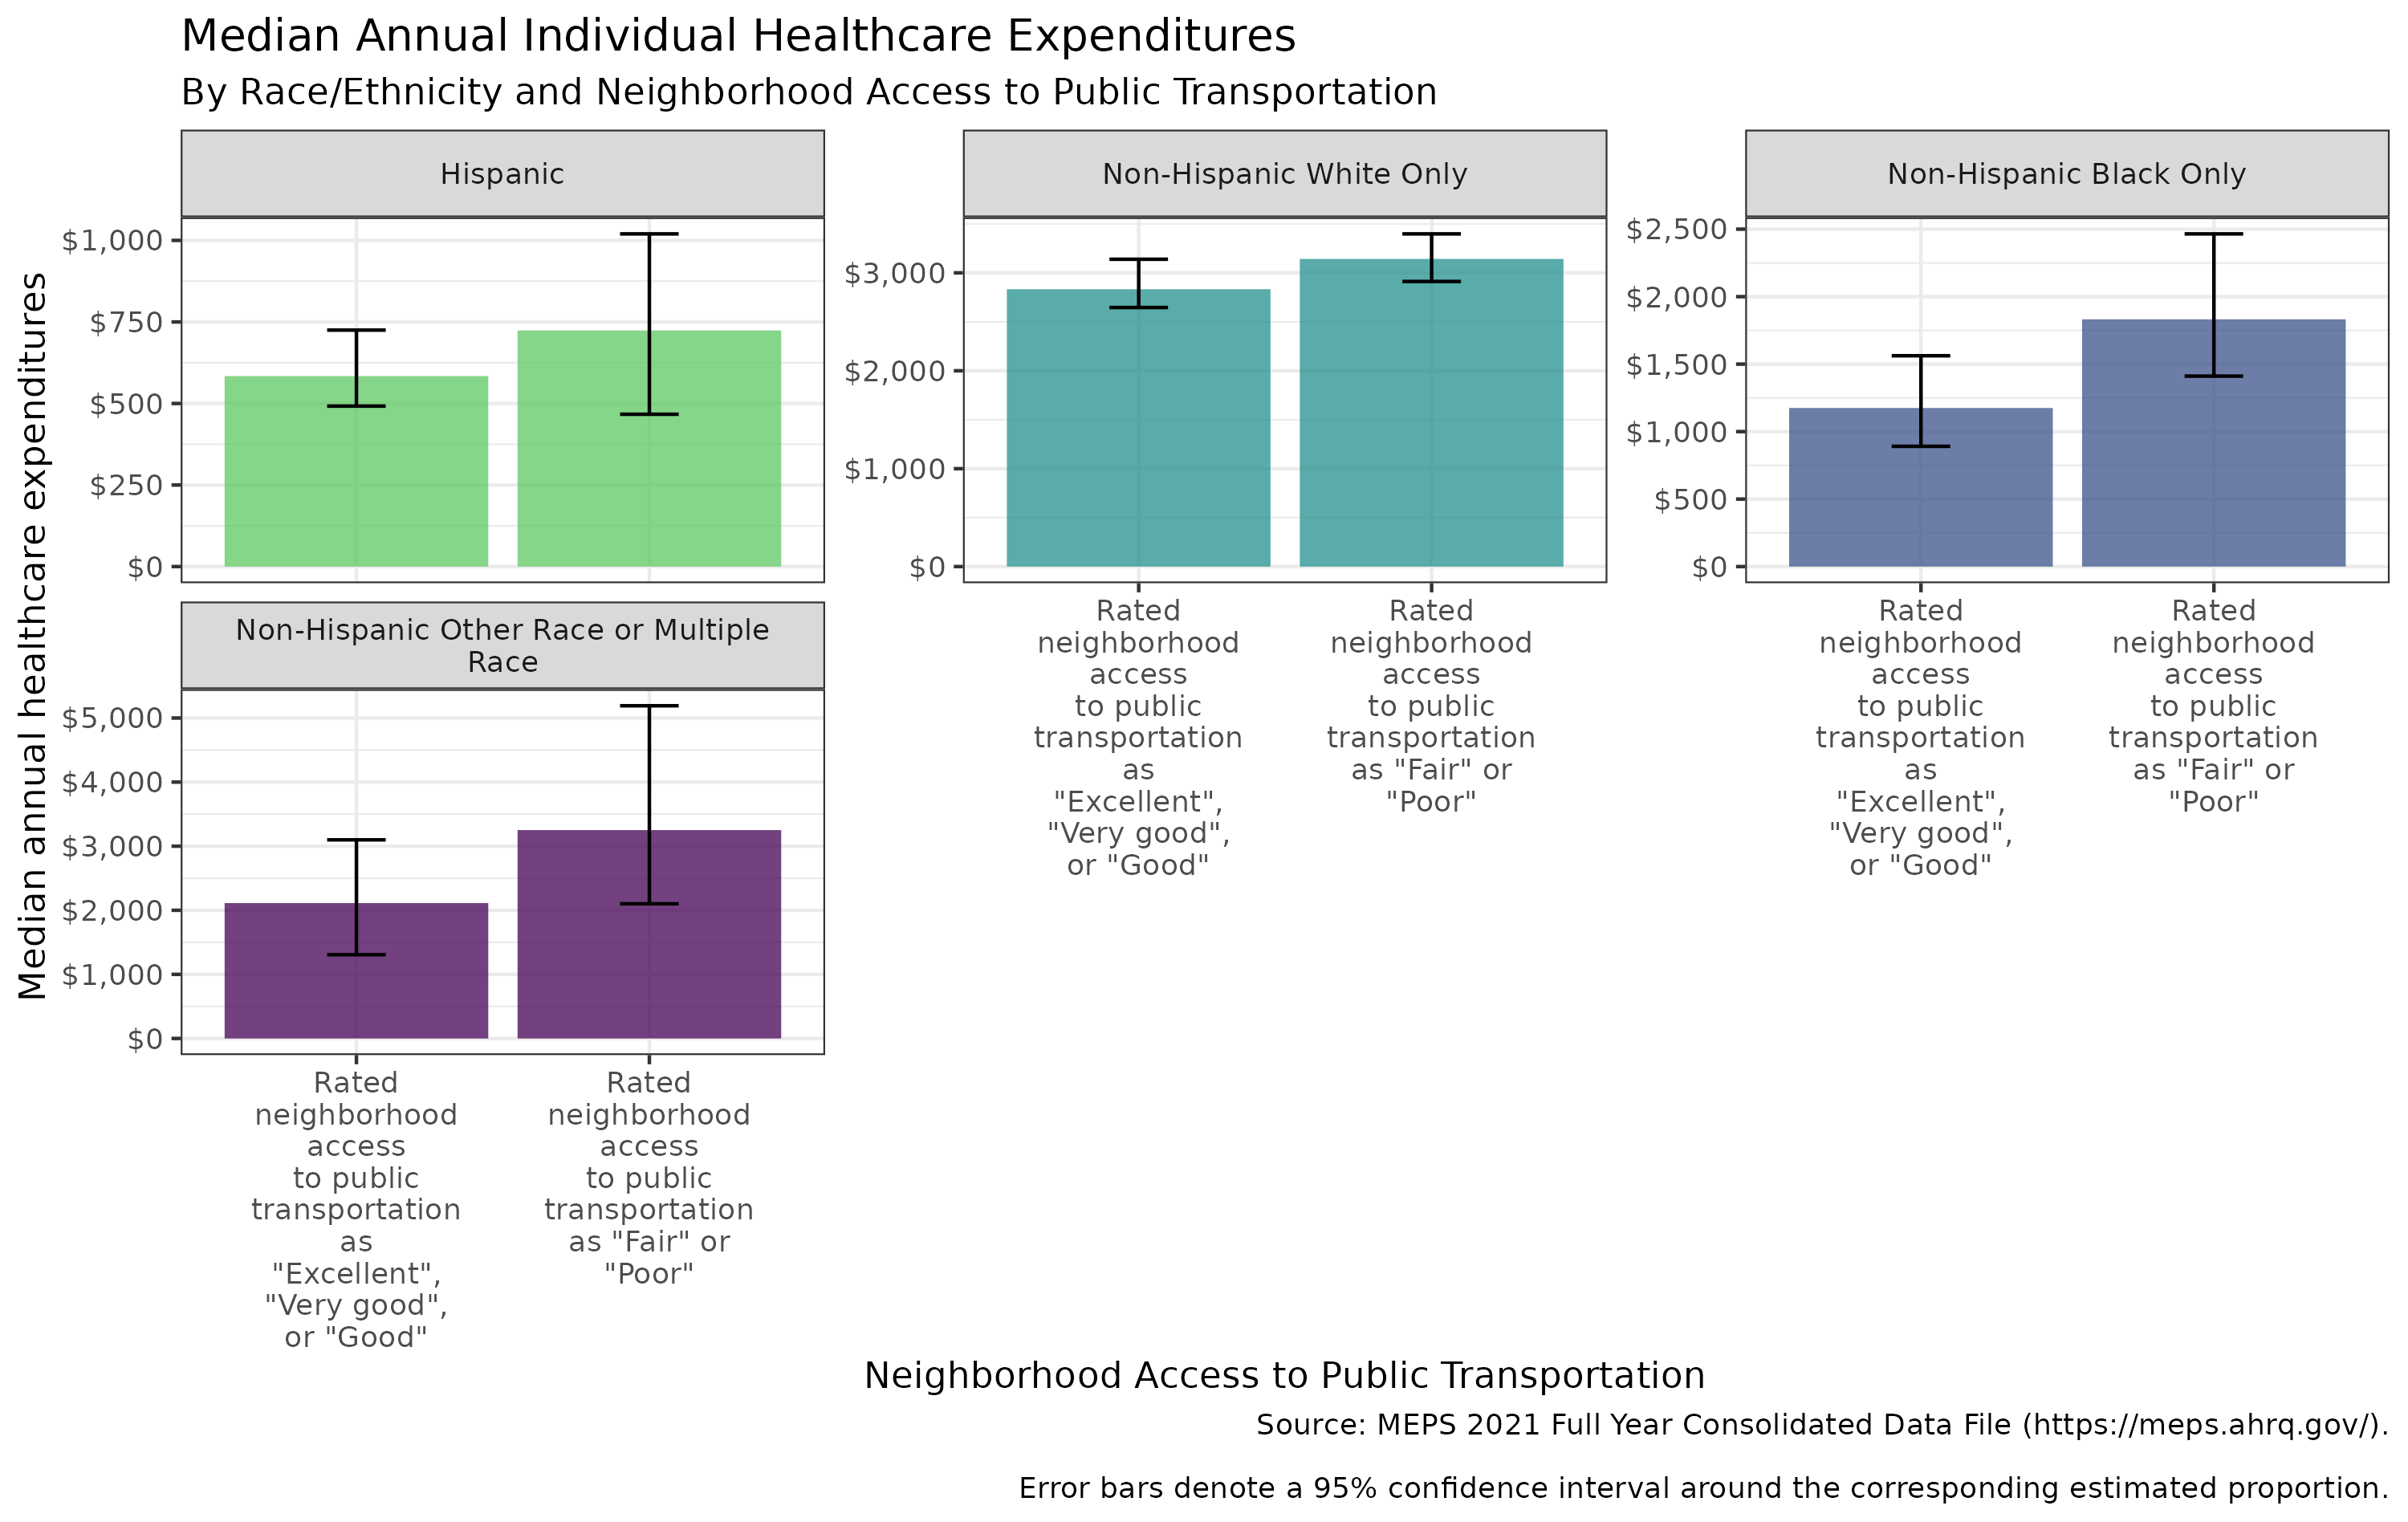 Median Annual Individual Healthcare Expenditures
By Race/Ethnicity and Neighborhood Access to Public Transportation
Median annual healthcare expenditures
Hispanic
$1,000
$750
$500
$250
$0
Non-Hispanic White Only
$3,000
$2,000
$1,000
$0
Rated
neighborhood
access
to public
transportation
as
"Excellent",
"Very good",
or "Good"
Rated
neighborhood
access
to public
transportation
as "Fair" or
"Poor"
Non-Hispanic Black Only
$2,500
$2,000
$1,500
$1,000
$500
$0
Rated
neighborhood
access
to public
transportation
as
"Excellent",
"Very good",
or "Good"
Rated
neighborhood
access
to public
transportation
as "Fair" or
"Poor"
Non-Hispanic Other Race or Multiple
Race
$5,000
$4,000
$3,000
$2,000
$1,000
$0
Rated
neighborhood
access
to public
transportation
as
"Excellent",
"Very good",
or "Good"
Rated
neighborhood
access
to public
transportation
as "Fair" or
"Poor"
Neighborhood Access to Public Transportation
Source: MEPS 2021 Full Year Consolidated Data File (https://meps.ahrq.gov/).
Error bars denote a 95% confidence interval around the corresponding estimated proportion.